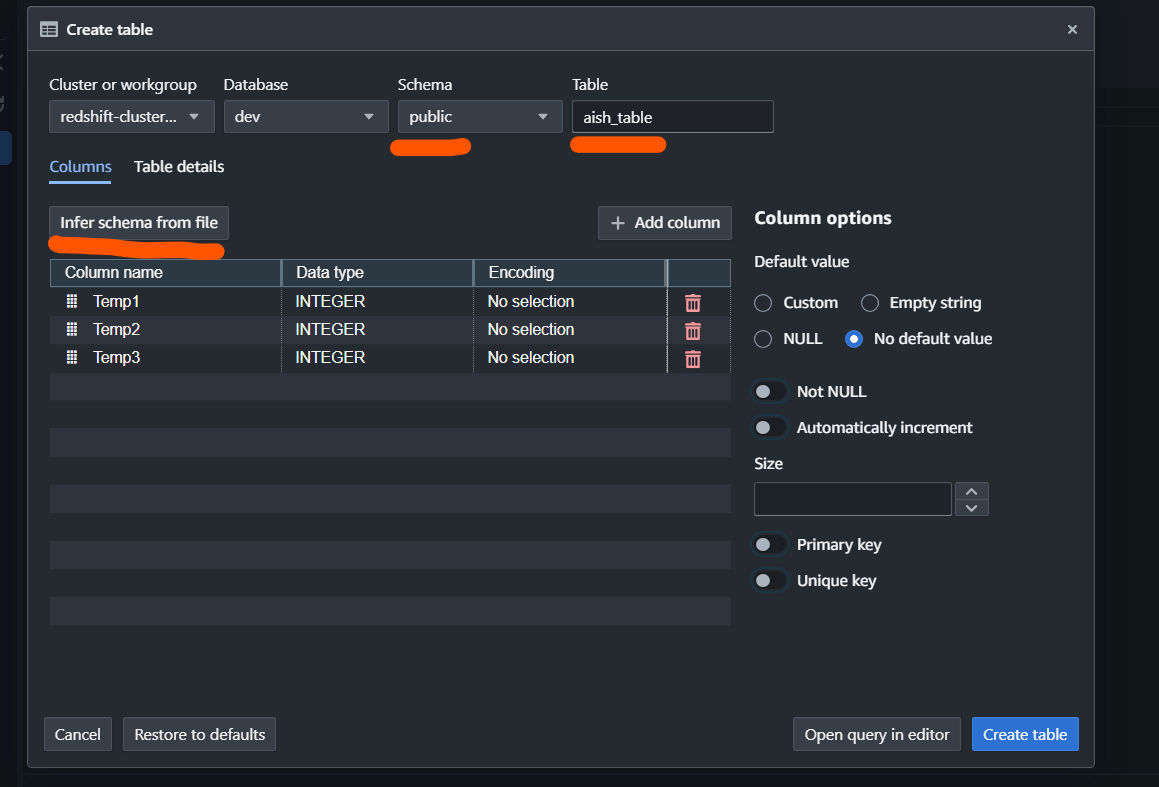 Create table
Cluster or workgroup Database Schema Table
redshift-cluster... dev public aish_table
Columns Table details
Infer schema from file + Add column
Column name Data type Encoding
Temp1 INTEGER No selection
Temp2 INTEGER No selection
Temp3 INTEGER No selection
Column options
Default value
Custom Empty string
NULL No default value
Not NULL
Automatically increment
Size
Primary key
Unique key
Cancel Restore to defaults Open query in editor Create table